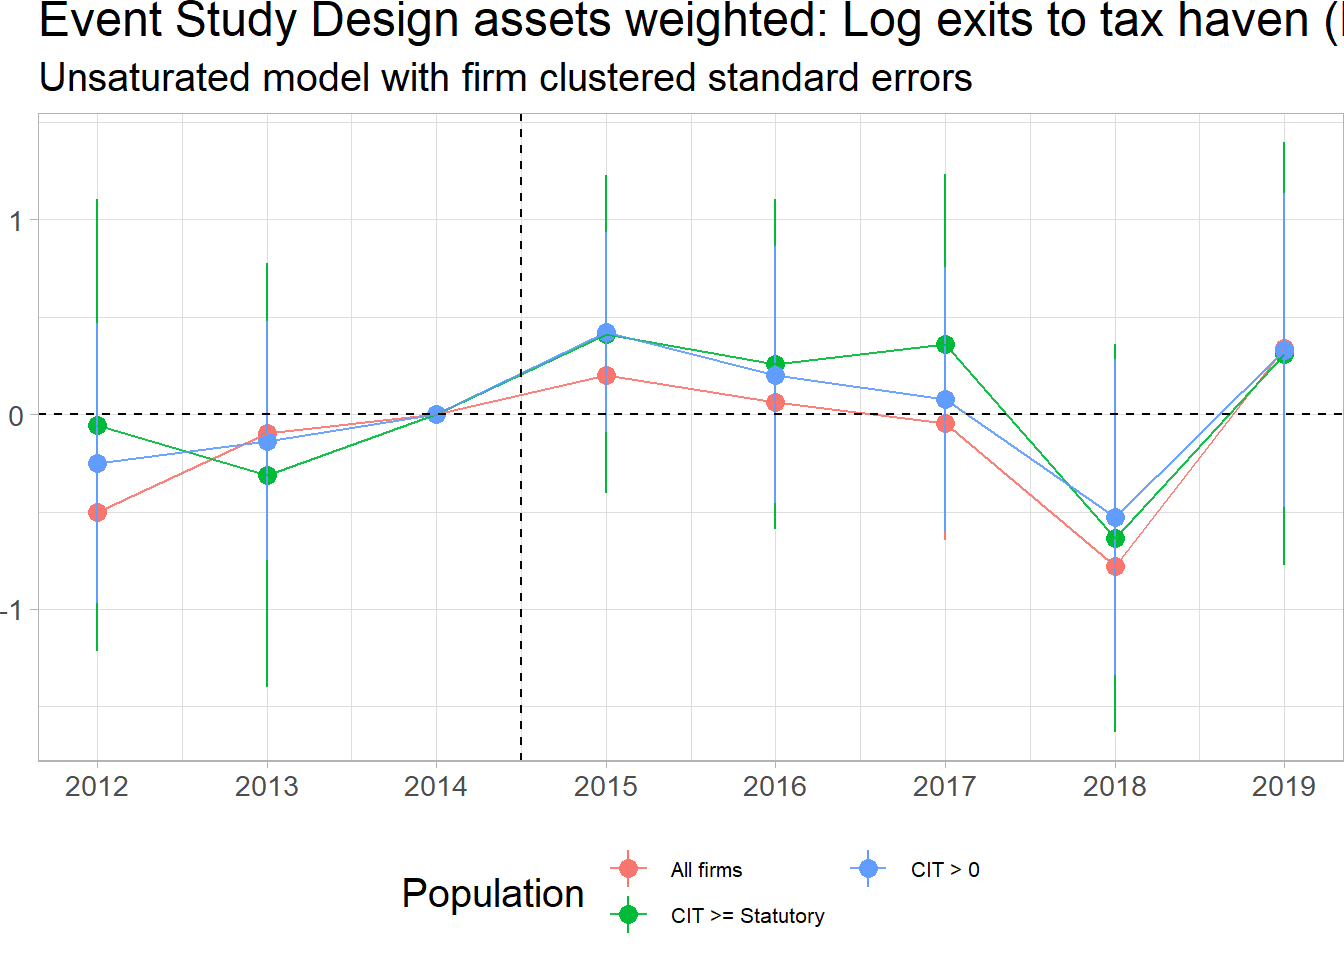 Event Study Design assets weighted: Log exits to tax haven (
Unsaturated model with firm clustered standard errors
1
0
-1
2012 2013 2014 2015 2016 2017 2018 2019
Population
All firms
CIT > 0
CIT >= Statutory